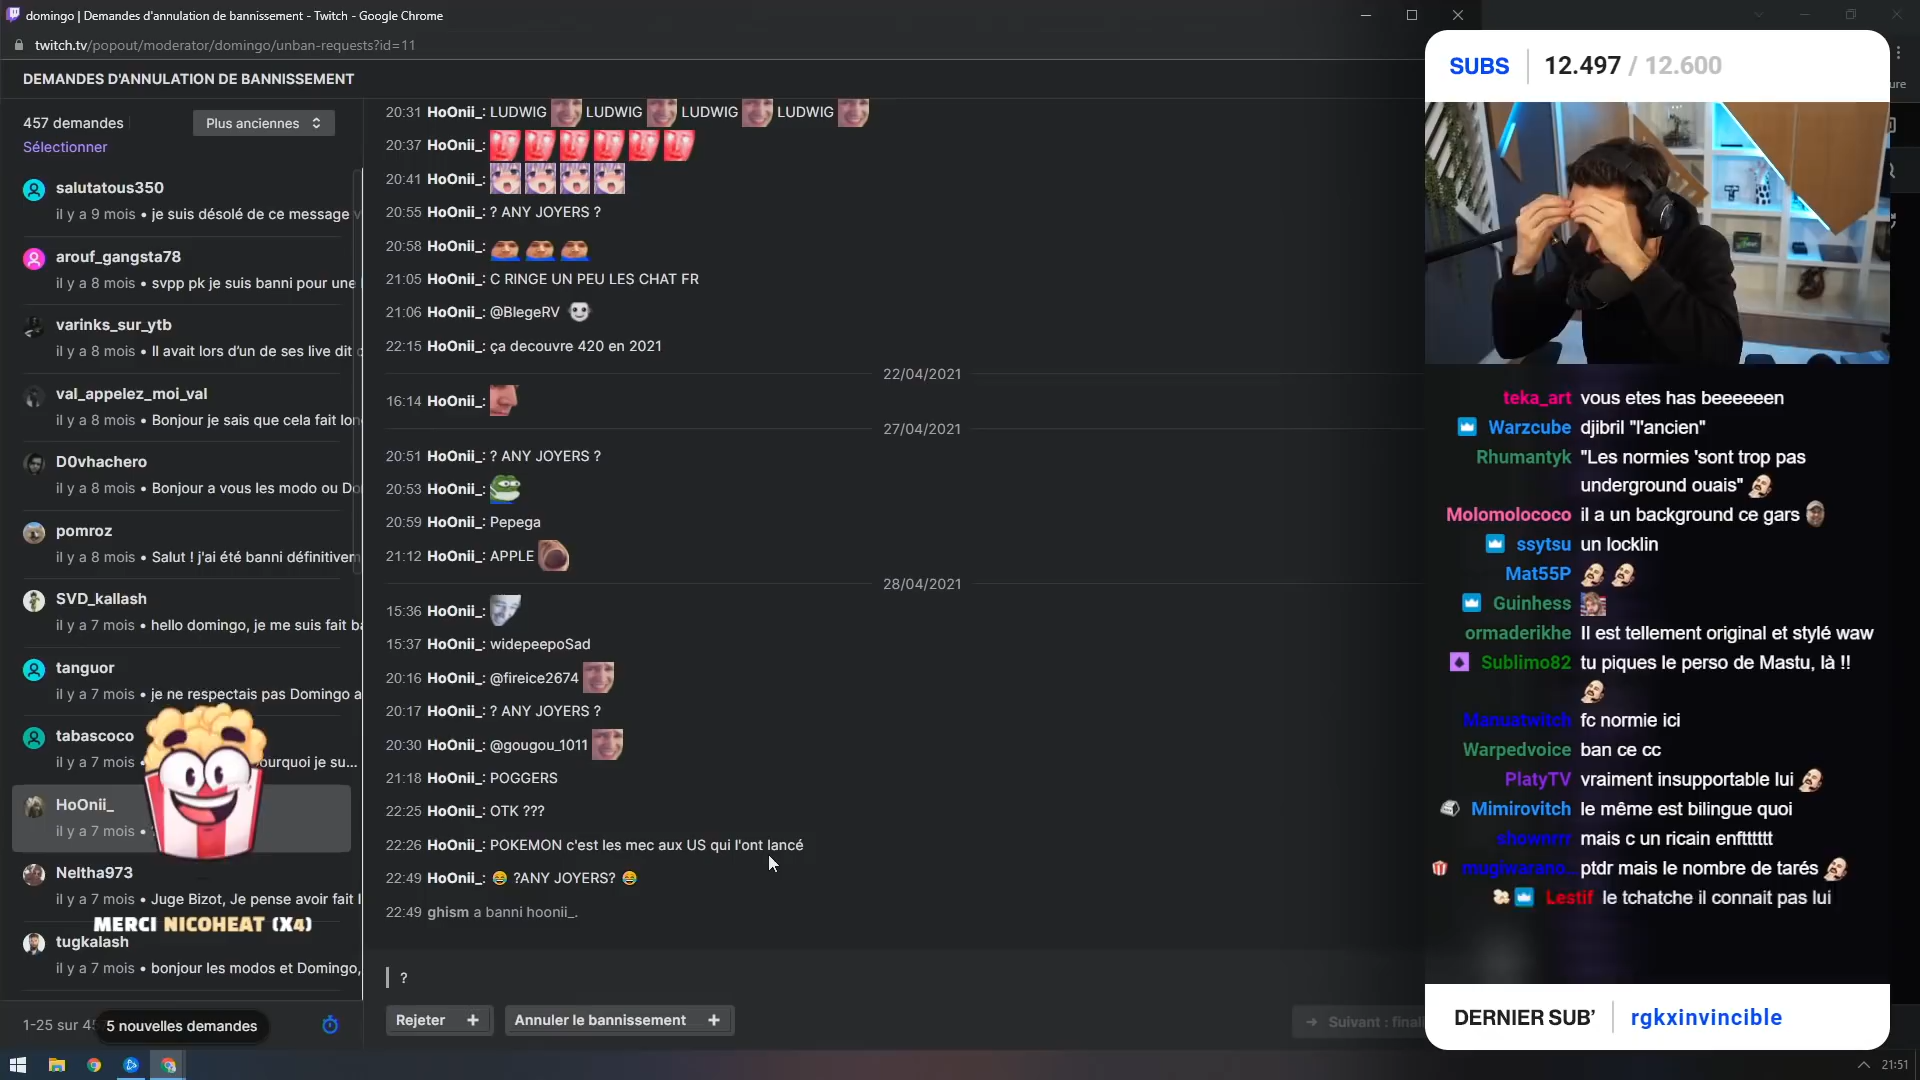 domingo | Demandes d'annulation de bannissement - Twitch - Google Chrome
twitch.tv/popout/moderator/domingo/unban-requests?id=11
DEMANDES D'ANNULATION DE BANNISSEMENT
457 demandes
Plus anciennes
Sélectionner
salutatous350
il y a 9 mois • je suis désolé de ce message
arouf_gangsta78
il y a 8 mois • svpp pk je suis banni pour une
varinks_sur_ytb
il y a 8 mois • Il avait lors d'un de ses live dit
val_appelez_moi_val
il y a 8 mois • Bonjour je sais que cela fait lon
D0vhachero
il y a 8 mois • Bonjour a vous les modo ou Do
pomroz
il y a 8 mois • Salut ! j'ai été banni définitivem
SVD_kallash
il y a 7 mois • hello domingo, je me suis fait b
tanguor
il y a 7 mois • je ne respectais pas Domingo a
tabascoco
il y a 7 mois • ourquoi je su...
HoOnii_
il y a 7 mois •
Neltha973
il y a 7 mois • Juge Bizot, Je pense avoir fait
MERCI NICOHEAT (X4)
tugkalash
il y a 7 mois • bonjour les modos et Domingo,
1-25 sur 4
5 nouvelles demandes
20:31 HoOnii_: LUDWIG LUDWIG LUDWIG LUDWIG
20:37 HoOnii_:
20:41 HoOnii_:
20:55 HoOnii_: ? ANY JOYERS ?
20:58 HoOnii_:
21:05 HoOnii_: C RINGE UN PEU LES CHAT FR
21:06 HoOnii_: @BlegeRV
22:15 HoOnii_: ça decouvre 420 en 2021
22/04/2021
16:14 HoOnii_:
27/04/2021
20:51 HoOnii_: ? ANY JOYERS ?
20:53 HoOnii_:
20:59 HoOnii_: Pepega
21:12 HoOnii_: APPLE
28/04/2021
15:36 HoOnii_:
15:37 HoOnii_: widepeepoSad
20:16 HoOnii_: @fireice2674
20:17 HoOnii_: ? ANY JOYERS ?
20:30 HoOnii_: @gougou_1011
21:18 HoOnii_: POGGERS
22:25 HoOnii_: OTK ???
22:26 HoOnii_: POKEMON c'est les mec aux US qui l'ont lancé
22:49 HoOnii_: 😂 ?ANY JOYERS? 😂
22:49 ghism a banni hoonii_.
?
Rejeter +
Annuler le bannissement +
→ Suivant : finali
SUBS 12.497 / 12.600
ure
teka_art vous etes has beeeeeen
Warzcube djibril "l'ancien"
Rhumantyk "Les normies 'sont trop pas
underground ouais"
Molomolococo il a un background ce gars
ssytsu un locklin
Mat55P
Guinhess
ormaderikhe Il est tellement original et stylé waw
Sublimo82 tu piques le perso de Mastu, là !!
Manuatwitch fc normie ici
Warpedvoice ban ce cc
PlatyTV vraiment insupportable lui
Mimirovitch le même est bilingue quoi
shownrrr mais c un ricain enftttttt
mugiwarano... ptdr mais le nombre de tarés
Lestif le tchatche il connait pas lui
DERNIER SUB' rgkxinvincible
21:51